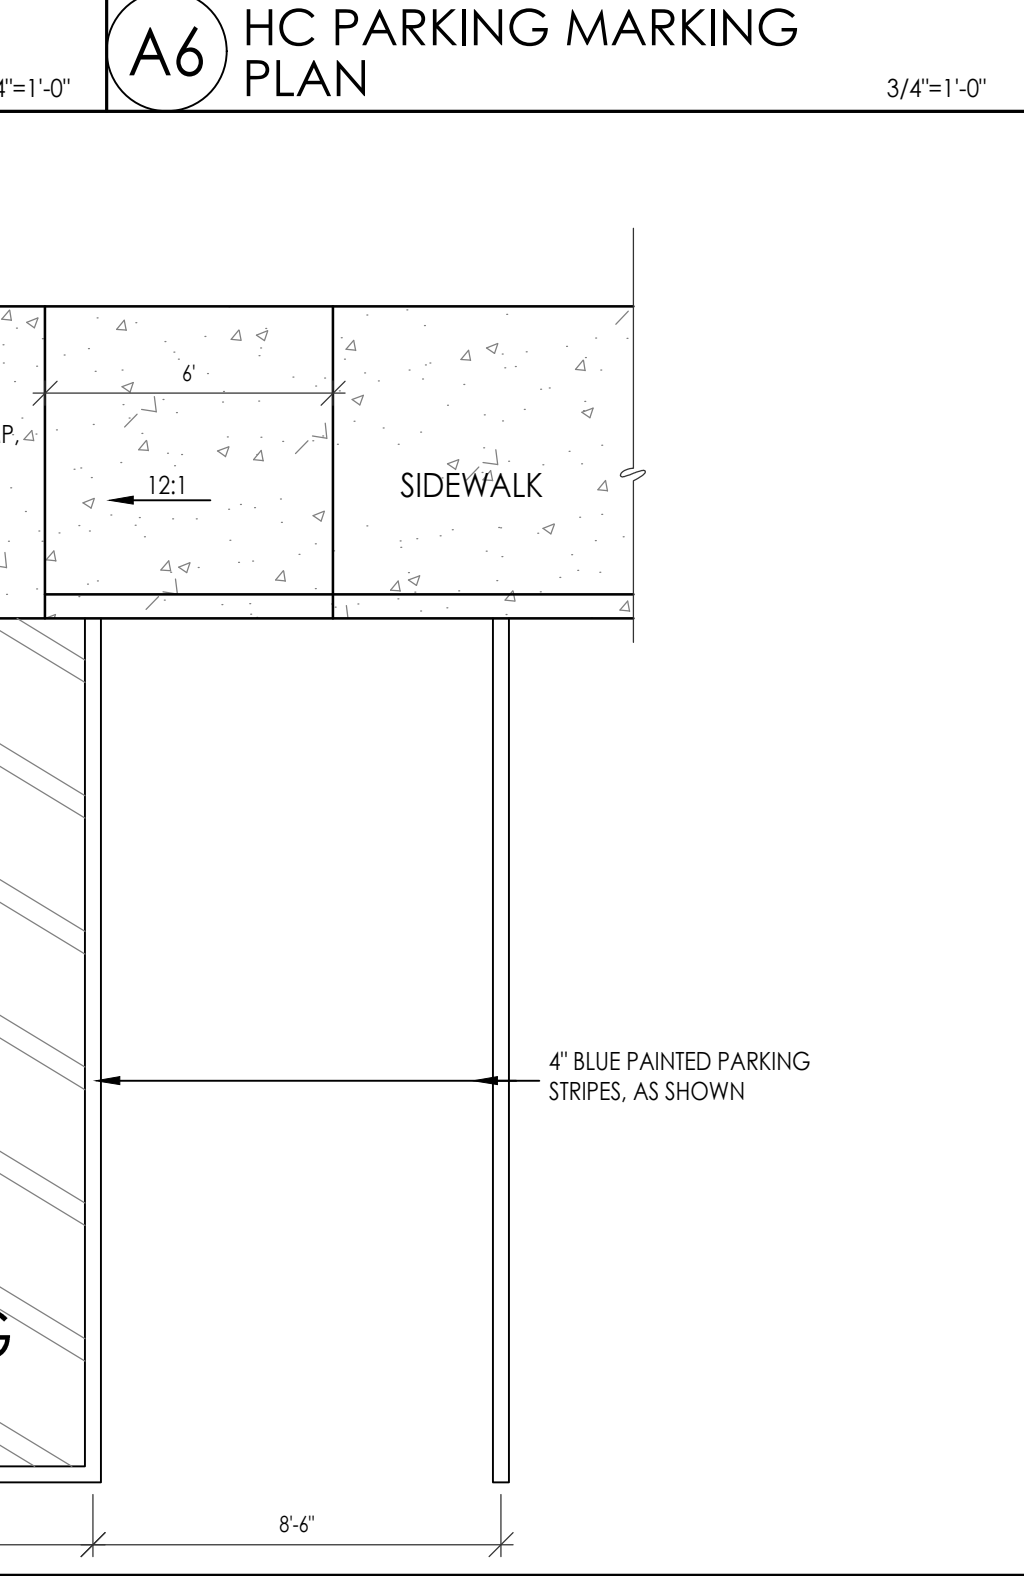 A6
HC PARKING MARKING
PLAN
4"=1'-0"
3/4"=1'-0"
6'
P,
12:1
SIDEWALK
4" BLUE PAINTED PARKING
STRIPES, AS SHOWN
G
8'-6"